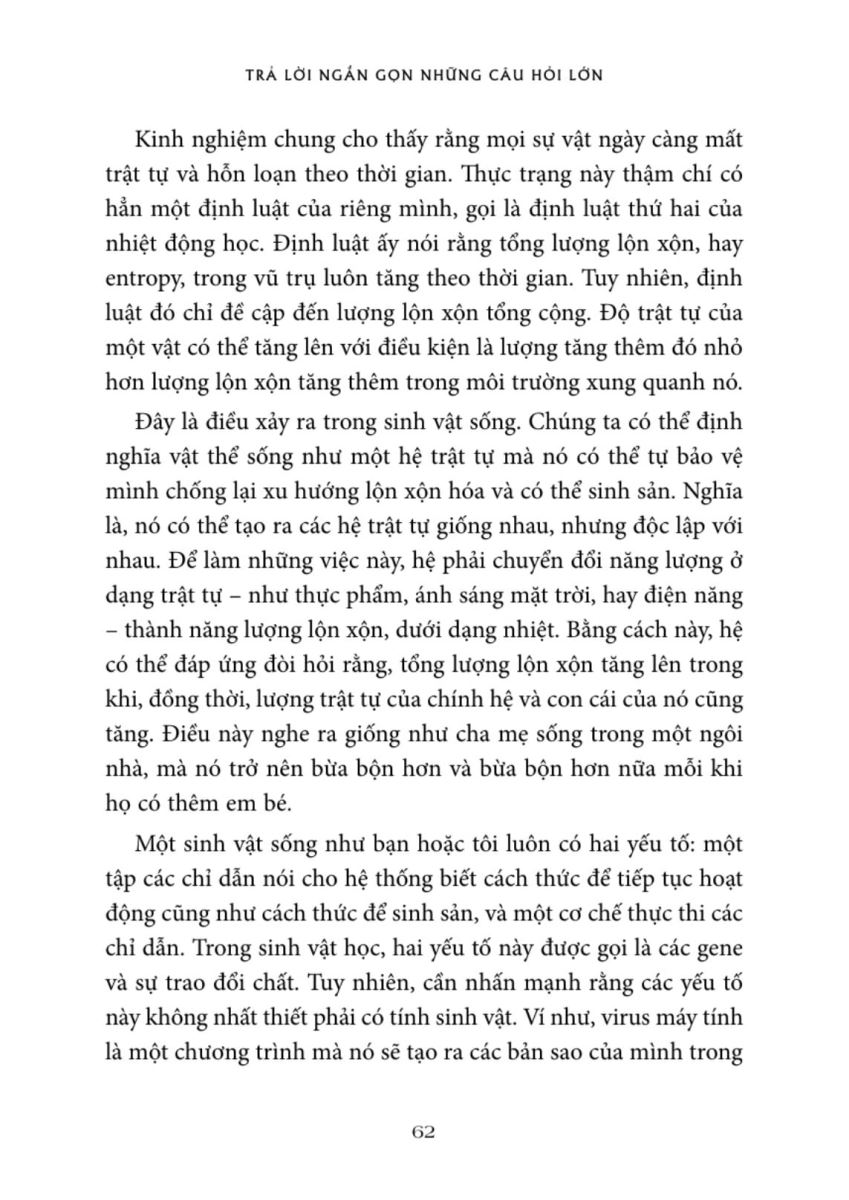 TRẢ LỜI NGẮN GỌN NHỮNG CÂU HỎI LỚN
Kinh nghiệm chung cho thấy rằng mọi sự vật ngày càng mất
trật tự và hỗn loạn theo thời gian. Thực trạng này thậm chí có
hẳn một định luật của riêng mình, gọi là định luật thứ hai của
nhiệt động học. Định luật ấy nói rằng tổng lượng lộn xộn, hay
entropy, trong vũ trụ luôn tăng theo thời gian. Tuy nhiên, định
luật đó chỉ đề cập đến lượng lộn xộn tổng cộng. Độ trật tự của
một vật có thể tăng lên với điều kiện là lượng tăng thêm đó nhỏ
hơn lượng lộn xộn tăng thêm trong môi trường xung quanh nó.
Đây là điều xảy ra trong sinh vật sống. Chúng ta có thể định
nghĩa vật thể sống như một hệ trật tự mà nó có thể tự bảo vệ
mình chống lại xu hướng lộn xộn hóa và có thể sinh sản. Nghĩa
là, nó có thể tạo ra các hệ trật tự giống nhau, nhưng độc lập với
nhau. Để làm những việc này, hệ phải chuyển đổi năng lượng ở
dạng trật tự – như thực phẩm, ánh sáng mặt trời, hay điện năng
– thành năng lượng lộn xộn, dưới dạng nhiệt. Bằng cách này, hệ
có thể đáp ứng đòi hỏi rằng, tổng lượng lộn xộn tăng lên trong
khi, đồng thời, lượng trật tự của chính hệ và con cái của nó cũng
tăng. Điều này nghe ra giống như cha mẹ sống trong một ngôi
nhà, mà nó trở nên bừa bộn hơn và bừa bộn hơn nữa mỗi khi
họ có thêm em bé.
Một sinh vật sống như bạn hoặc tôi luôn có hai yếu tố: một
tập các chỉ dẫn nói cho hệ thống biết cách thức để tiếp tục hoạt
động cũng như cách thức để sinh sản, và một cơ chế thực thi các
chỉ dẫn. Trong sinh vật học, hai yếu tố này được gọi là các gene
và sự trao đổi chất. Tuy nhiên, cần nhấn mạnh rằng các yếu tố
này không nhất thiết phải có tính sinh vật. Ví như, virus máy tính
là một chương trình mà nó sẽ tạo ra các bản sao của mình trong
62